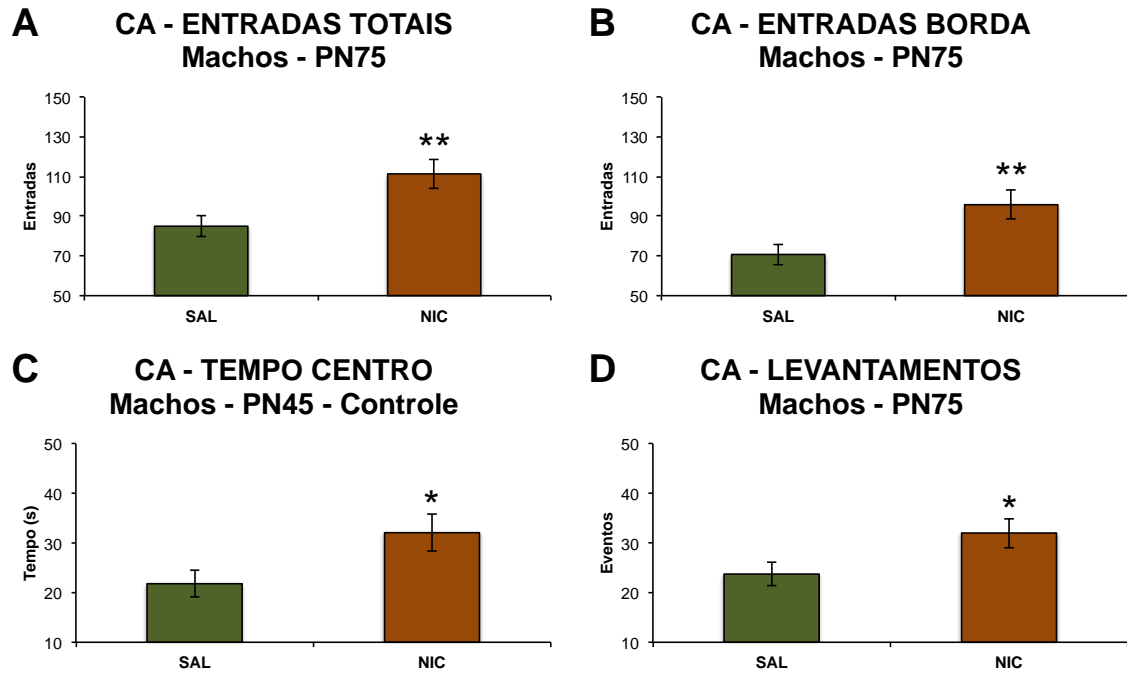 A
CA - ENTRADAS TOTAIS
Machos - PN75
Entradas
150
130
110
90
70
50
**
SAL
NIC
B
CA - ENTRADAS BORDA
Machos - PN75
Entradas
150
130
110
90
70
50
**
SAL
NIC
C
CA - TEMPO CENTRO
Machos - PN45 - Controle
Tempo (s)
50
40
30
20
10
*
SAL
NIC
D
CA - LEVANTAMENTOS
Machos - PN75
Eventos
50
40
30
20
10
*
SAL
NIC